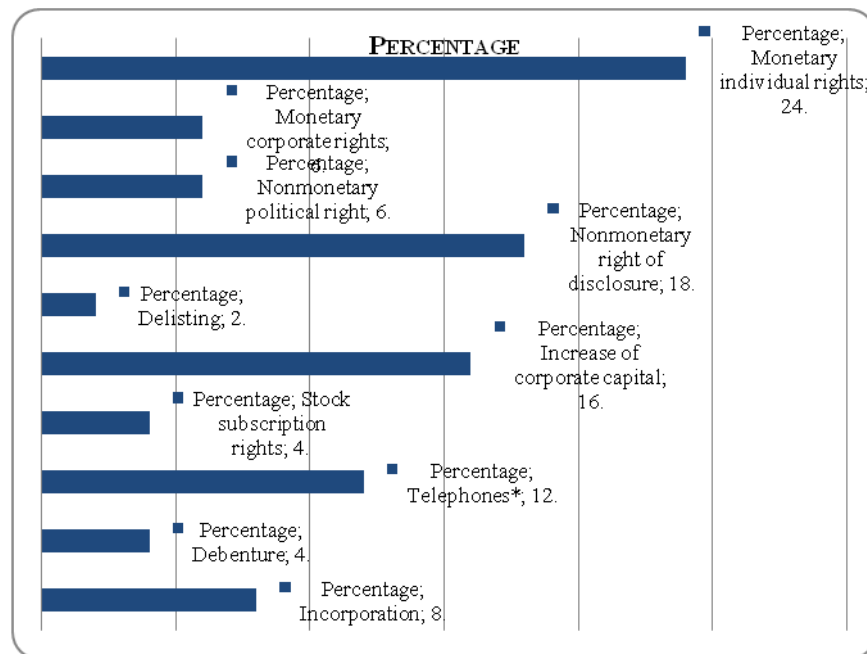 PERCENTAGE
Percentage;
Monetary
individual rights;
24.
Percentage;
Monetary
corporate rights;
6.
Percentage;
Nonmonetary
political right; 6.
Percentage;
Nonmonetary
right of
disclosure; 18.
Percentage;
Delisting; 2.
Percentage;
Increase of
corporate capital;
16.
Percentage; Stock
subscription
rights; 4.
Percentage;
Telephones*; 12.
Percentage;
Debenture; 4.
Percentage;
Incorporation; 8.